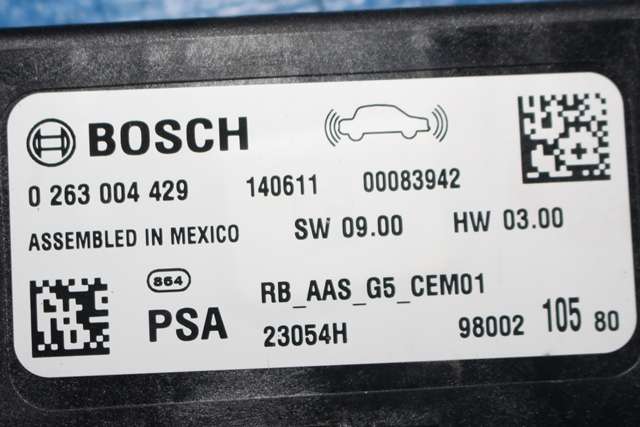 BOSCH
0 263 004 429 140611 00083942
ASSEMBLED IN MEXICO SW 09.00 HW 03.00
864 RB_AAS_G5_CEM01
PSA 23054H 98002 105 80